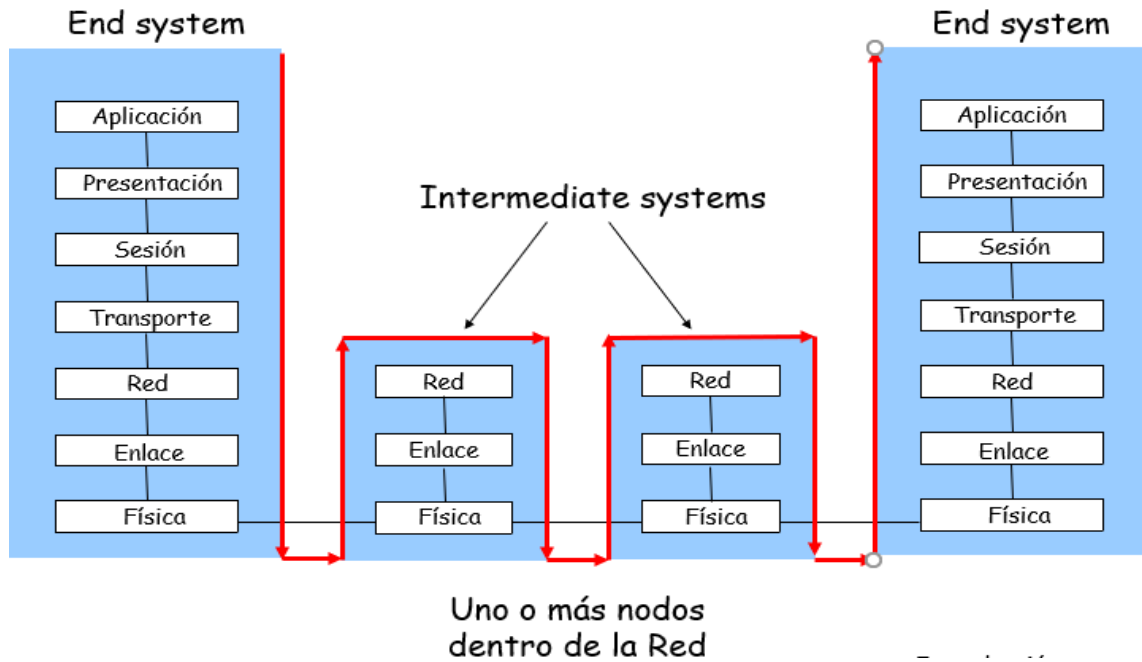 End system
End system
Aplicación
Presentación
Sesión
Transporte
Red
Enlace
Física
Intermediate systems
Red
Enlace
Física
Red
Enlace
Física
Aplicación
Presentación
Sesión
Transporte
Red
Enlace
Física
Uno o más nodos
dentro de la Red